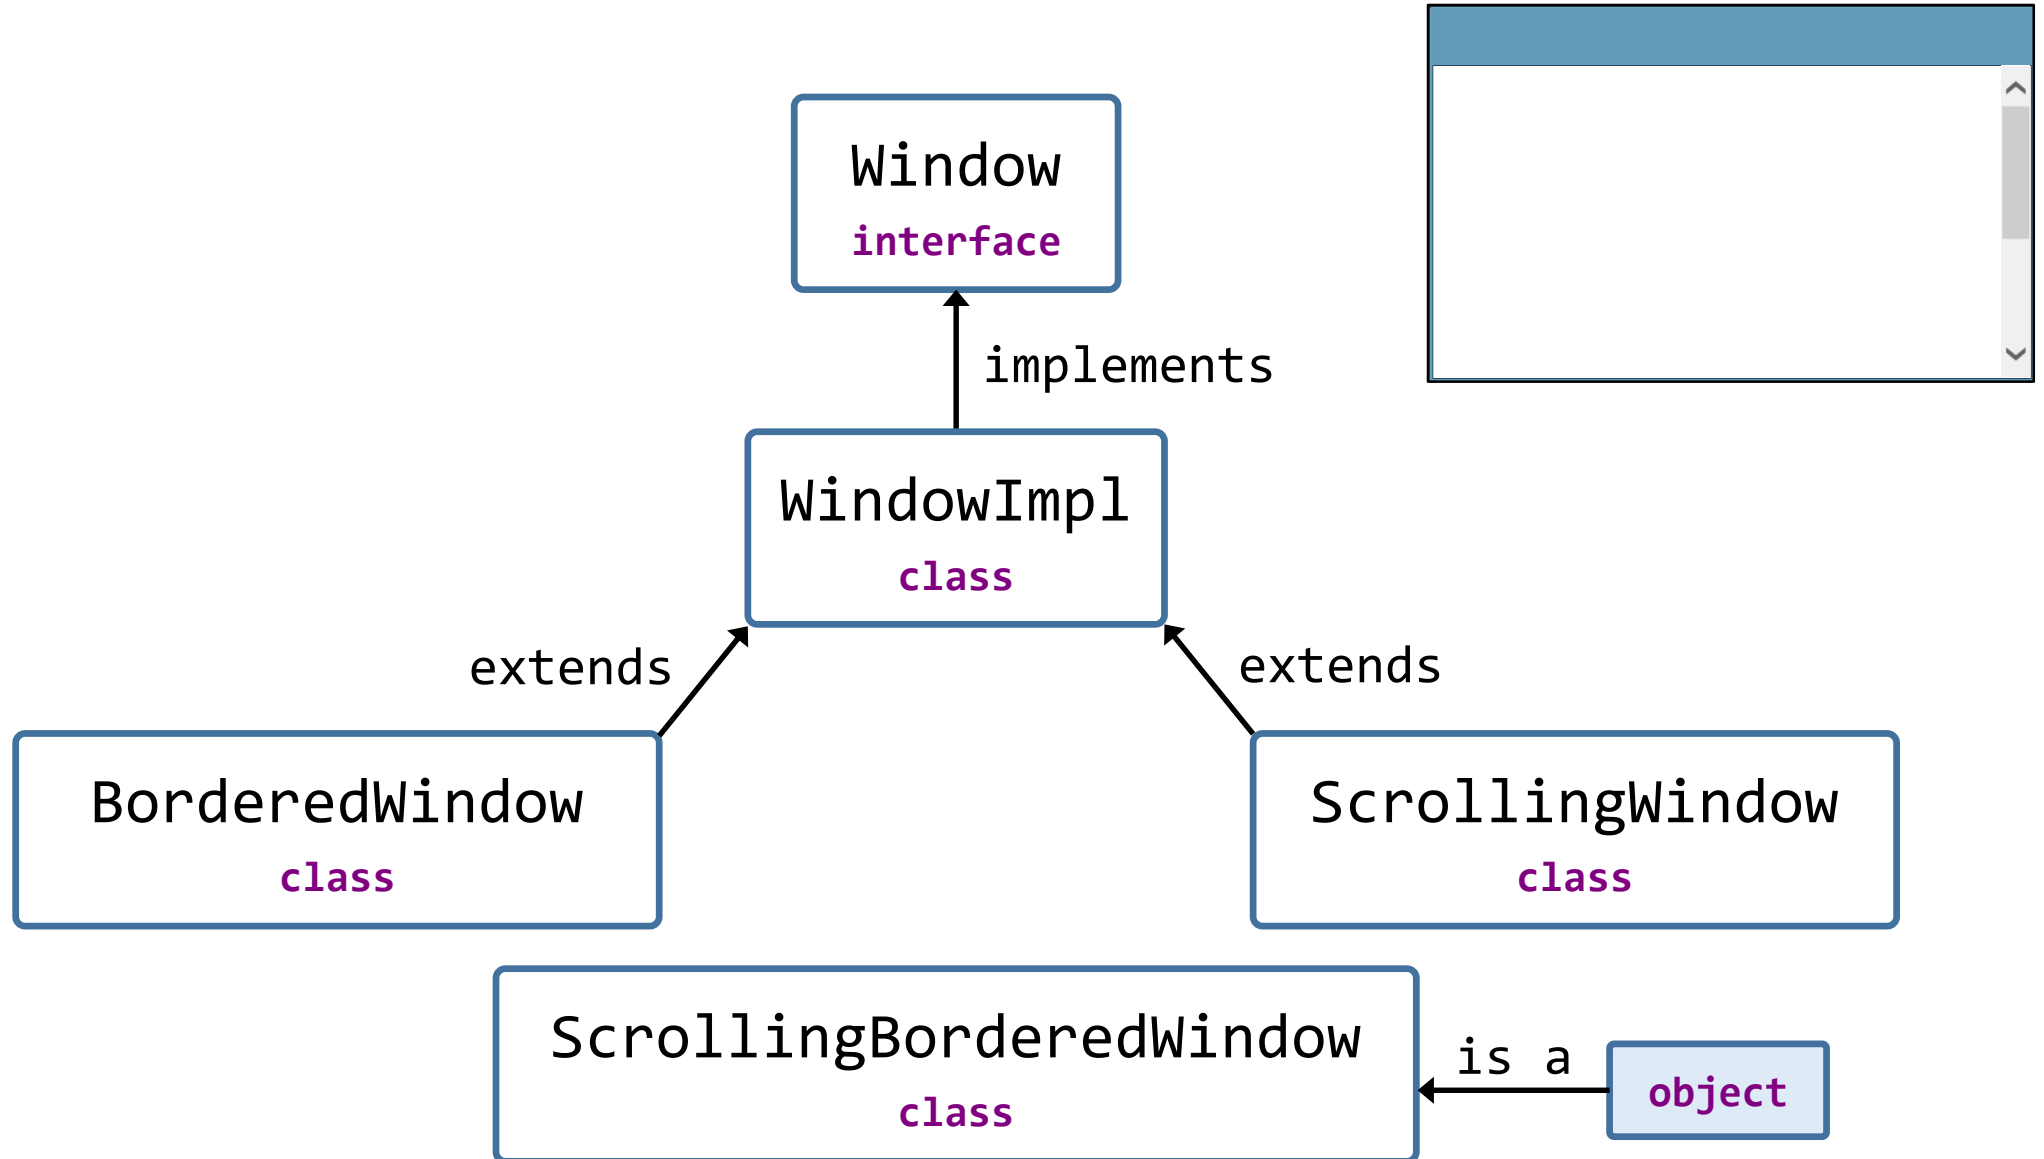 Window
interface
implements
WindowImpl
class
extends
extends
BorderedWindow
class
ScrollingWindow
class
ScrollingBorderedWindow
class
is a
object